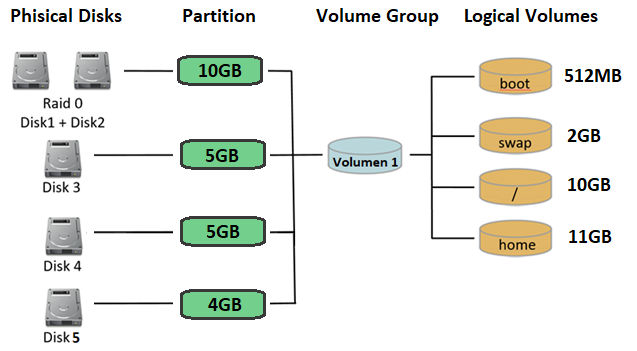 Phisical Disks Partition Volume Group Logical Volumes
Raid 0
Disk1 + Disk2
10GB
boot 512MB
Disk 3
5GB
Volumen 1
swap 2GB
/ 10GB
Disk 4
5GB
home 11GB
Disk 5
4GB